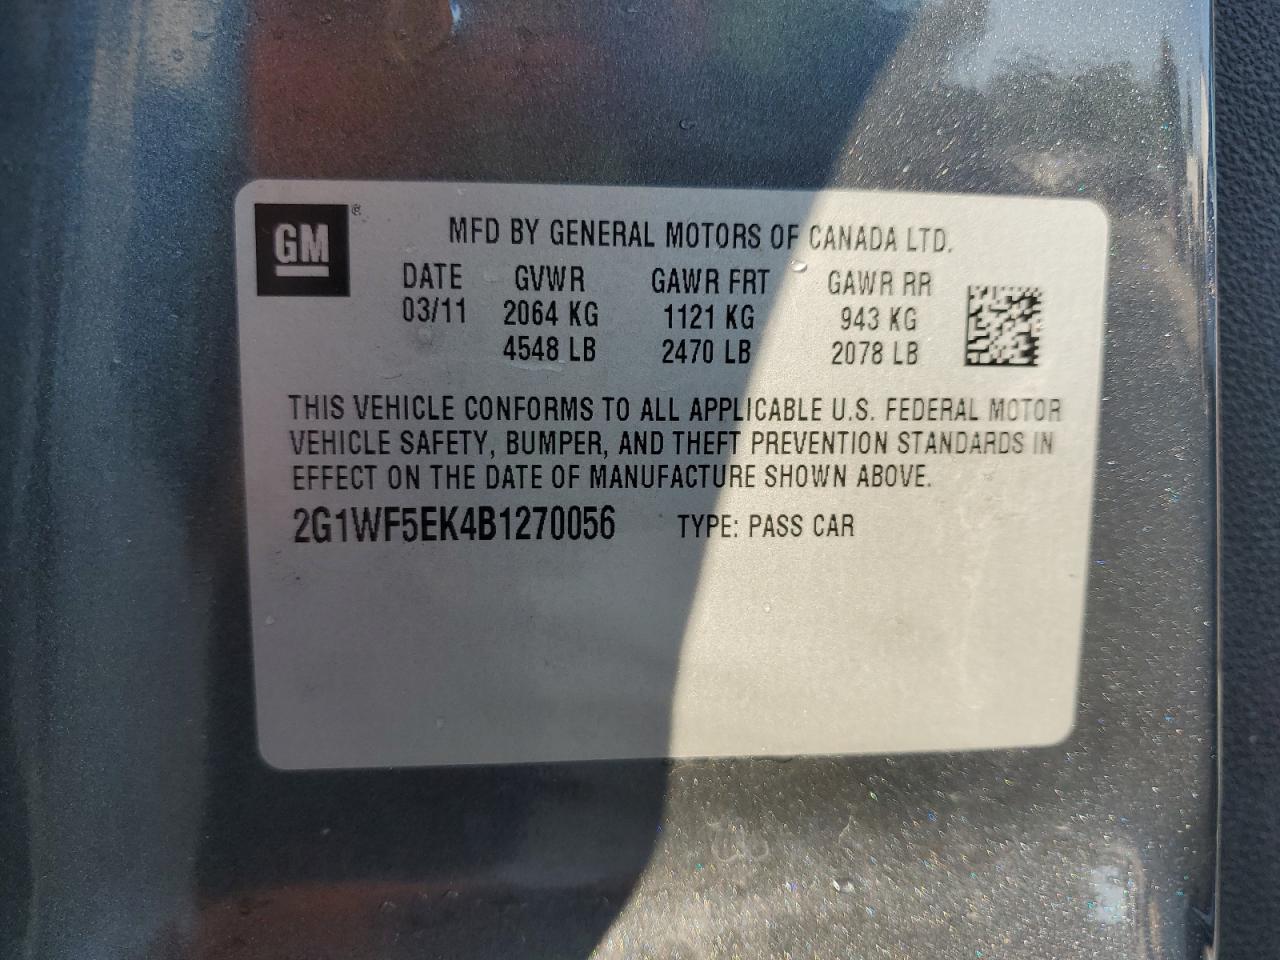 GM®
MFD BY GENERAL MOTORS OF CANADA LTD.
DATE GVWR GAWR FRT GAWR RR
03/11 2064 KG 1121 KG 943 KG
4548 LB 2470 LB 2078 LB
THIS VEHICLE CONFORMS TO ALL APPLICABLE U.S. FEDERAL MOTOR
VEHICLE SAFETY, BUMPER, AND THEFT PREVENTION STANDARDS IN
EFFECT ON THE DATE OF MANUFACTURE SHOWN ABOVE.
2G1WF5EK4B1270056 TYPE: PASS CAR